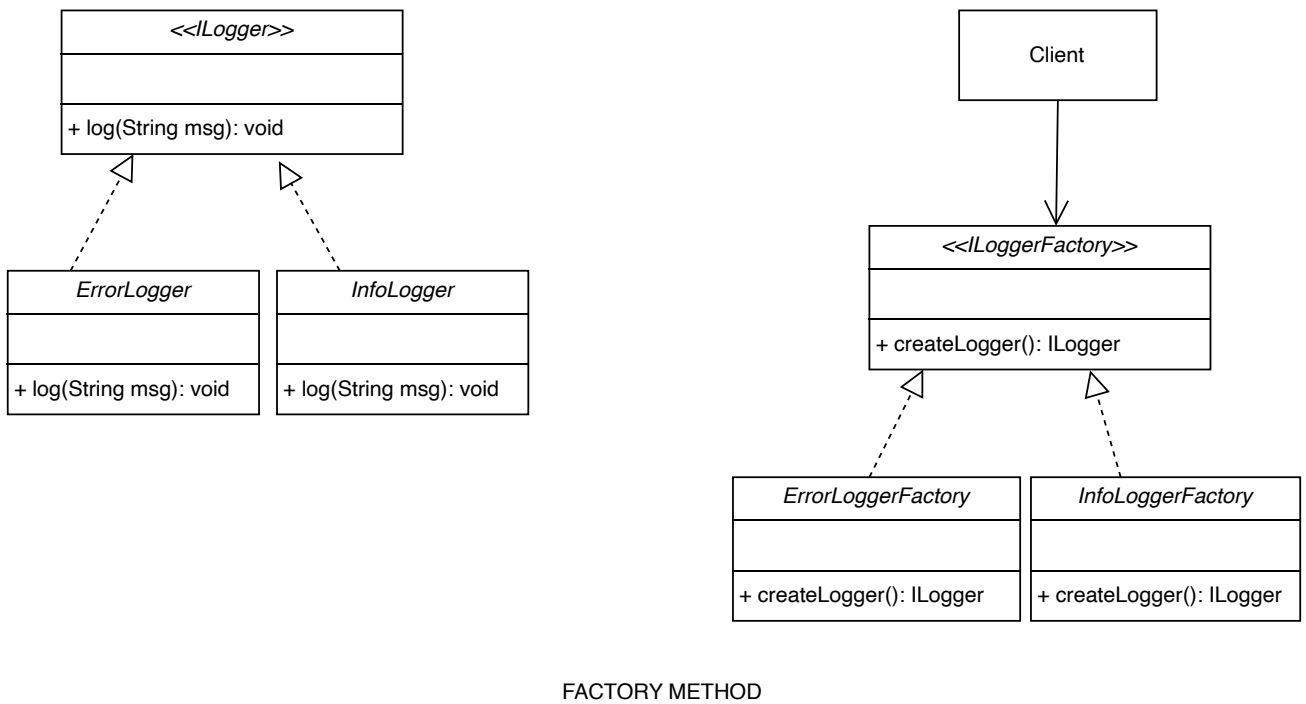 <<ILogger>>
+ log(String msg): void
ErrorLogger
+ log(String msg): void
InfoLogger
+ log(String msg): void
Client
<<ILoggerFactory>>
+ createLogger(): ILogger
ErrorLoggerFactory
+ createLogger(): ILogger
InfoLoggerFactory
+ createLogger(): ILogger
FACTORY METHOD